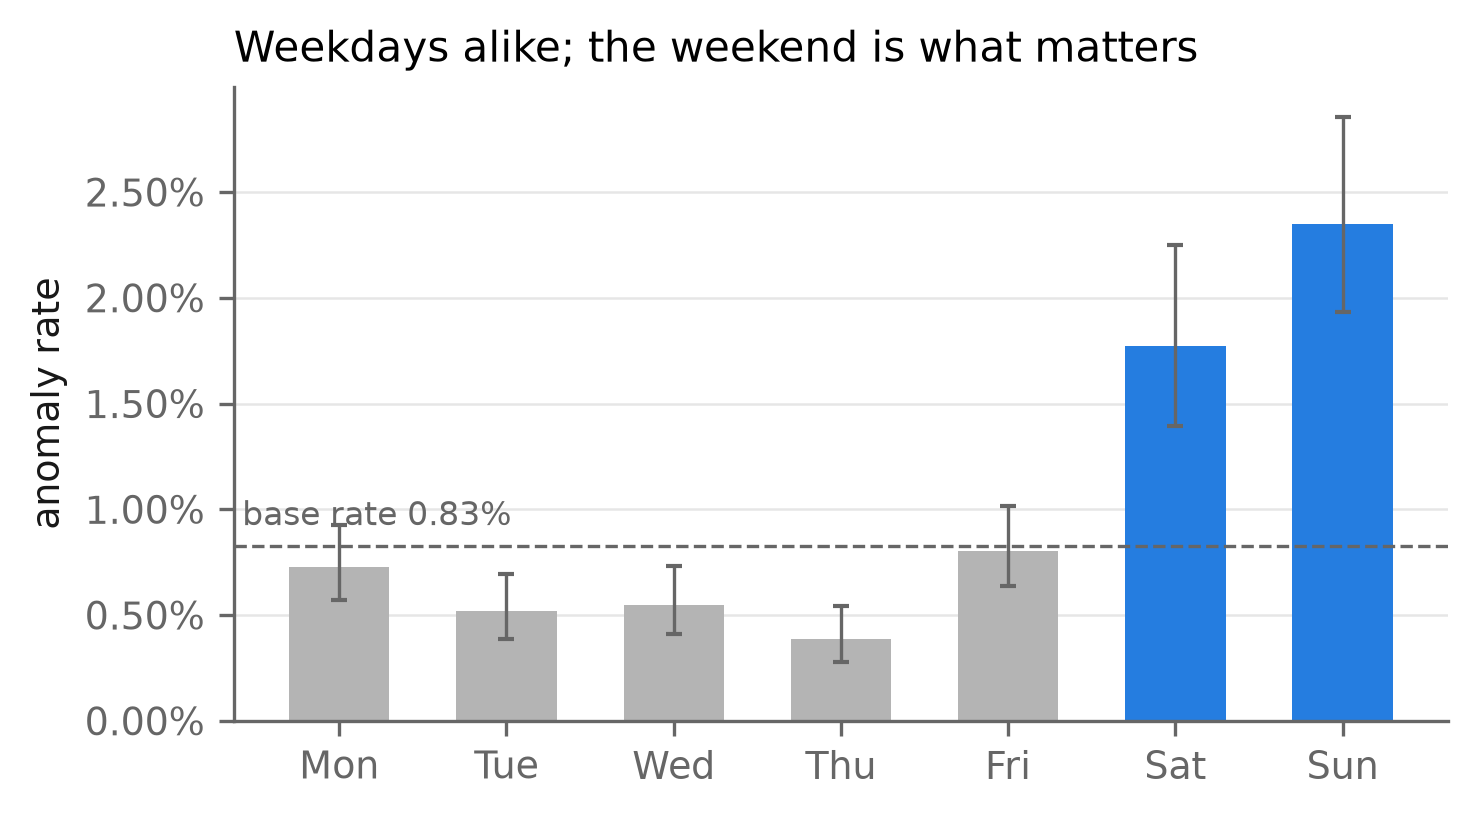 Weekdays alike; the weekend is what matters
anomaly rate
2.50%
2.00%
1.50%
1.00%
0.50%
0.00%
base rate 0.83%
Mon Tue Wed Thu Fri Sat Sun